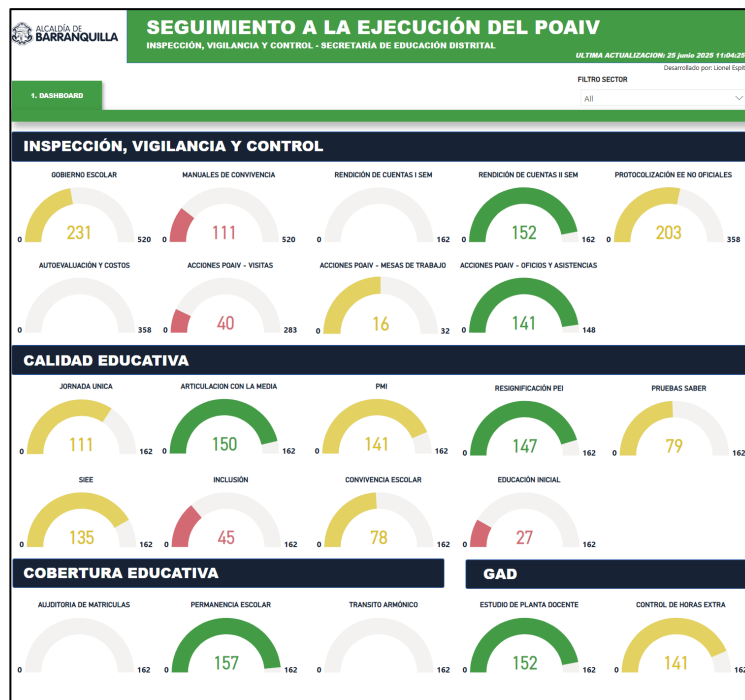 ALCALDÍA DE
BARRANQUILLA
SEGUIMIENTO A LA EJECUCIÓN DEL POAIV
INSPECCIÓN, VIGILANCIA Y CONTROL - SECRETARÍA DE EDUCACIÓN DISTRITAL
ULTIMA ACTUALIZACION: 25 junio 2025 11:04:25
Desarrollado por: Lionel Espit
FILTRO SECTOR
1. DASHBOARD
All
INSPECCIÓN, VIGILANCIA Y CONTROL
GOBIERNO ESCOLAR MANUALES DE CONVIVENCIA RENDICIÓN DE CUENTAS I SEM RENDICIÓN DE CUENTAS II SEM PROTOCOLIZACIÓN EE NO OFICIALES
0 231 520 0 111 520 0 162 0 152 162 0 203 358
AUTOEVALUACIÓN Y COSTOS ACCIONES POAIV - VISITAS ACCIONES POAIV - MESAS DE TRABAJO ACCIONES POAIV - OFICIOS Y ASISTENCIAS
0 358 0 40 283 0 16 32 0 141 148
CALIDAD EDUCATIVA
JORNADA UNICA ARTICULACION CON LA MEDIA PMI RESIGNIFICACIÓN PEI PRUEBAS SABER
0 111 162 0 150 162 0 141 162 0 147 162 0 79 162
SIEE INCLUSIÓN CONVIVENCIA ESCOLAR EDUCACIÓN INICIAL
0 135 162 0 45 162 0 78 162 0 27 162
COBERTURA EDUCATIVA GAD
AUJDITORIA DE MATRICULAS PERMANENCIA ESCOLAR TRANSITO ARMÓNICO ESTUDIO DE PLANTA DOCENTE CONTROL DE HORAS EXTRA
0 162 0 157 162 0 162 0 152 162 0 141 162